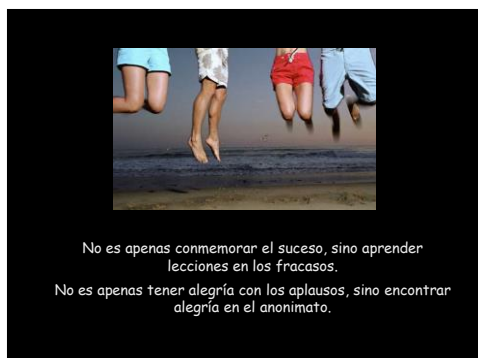 No es apenas conmemorar el suceso, sino aprender
lecciones en los fracasos.
No es apenas tener alegría con los aplausos, sino encontrar
alegría en el anonimato.